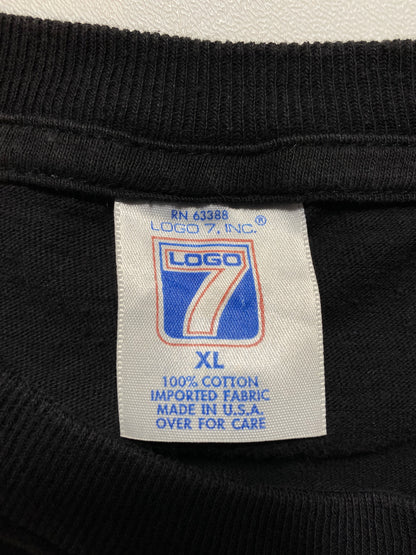 RN 63388
LOGO 7, INC.®
LOGO
7
XL
100% COTTON
IMPORTED FABRIC
MADE IN U.S.A.
OVER FOR CARE